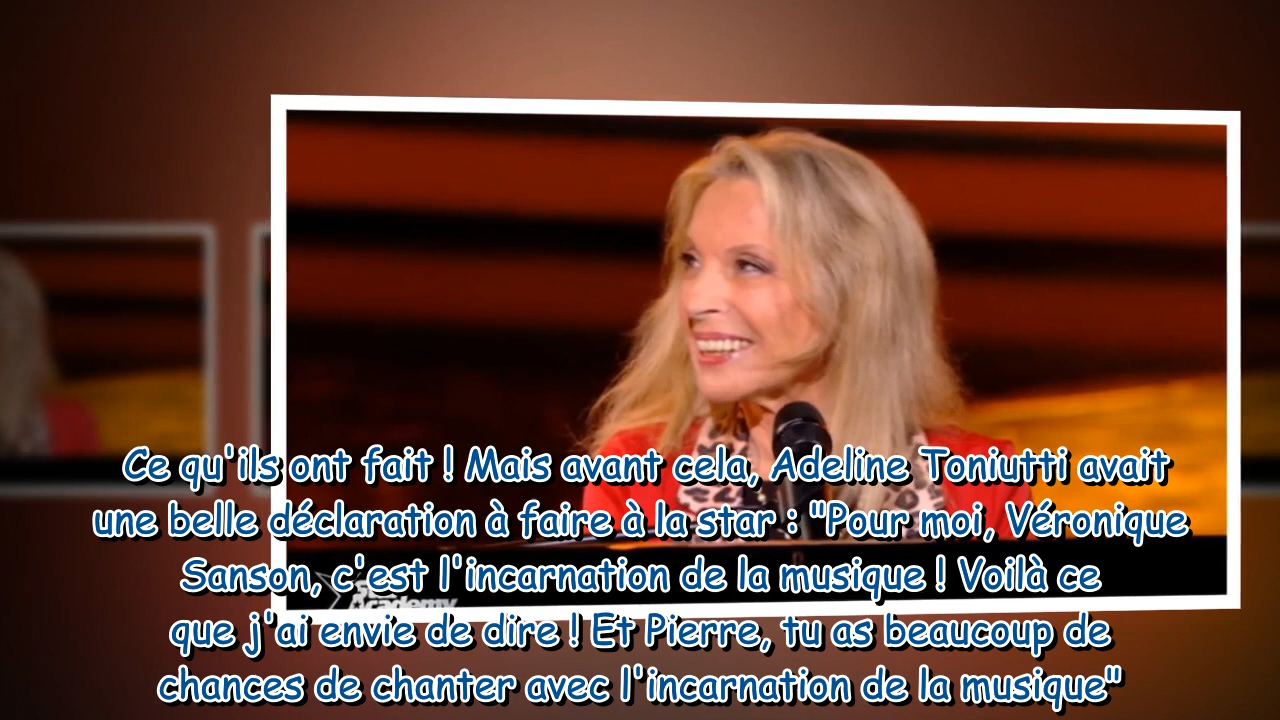 Ce qu'ils ont fait ! Mais avant cela, Adeline Toniutti avait
une belle déclaration à faire à la star : "Pour moi, Véronique
Sanson, c'est l'incarnation de la musique ! Voilà ce
que j'ai envie de dire ! Et Pierre, tu as beaucoup de
chances de chanter avec l'incarnation de la musique"
Star
Academy